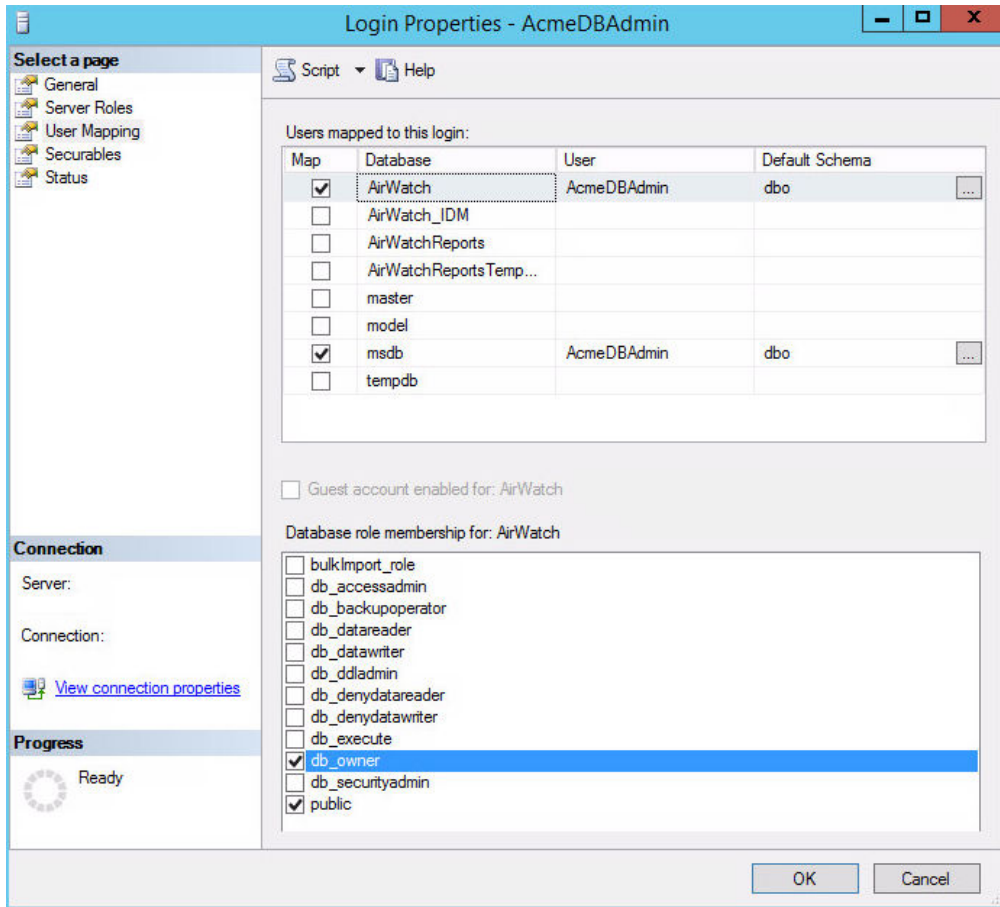 Login Properties - AcmeDBAdmin
Select a page
General
Server Roles
User Mapping
Securables
Status
Script Help
Users mapped to this login:
Map Database User Default Schema
AirWatch AcmeDBAdmin dbo ...
AirWatch_IDM
AirWatchReports
AirWatchReportsTemp...
master
model
msdb AcmeDBAdmin dbo ...
tempdb
Guest account enabled for: AirWatch
Database role membership for: AirWatch
bulkImport_role
db_accessadmin
db_backupoperator
db_datareader
db_datawriter
db_ddladmin
db_denydatareader
db_denydatawriter
db_execute
db_owner
db_securityadmin
public
Connection
Server:
Connection:
View connection properties
Progress
Ready
OK Cancel